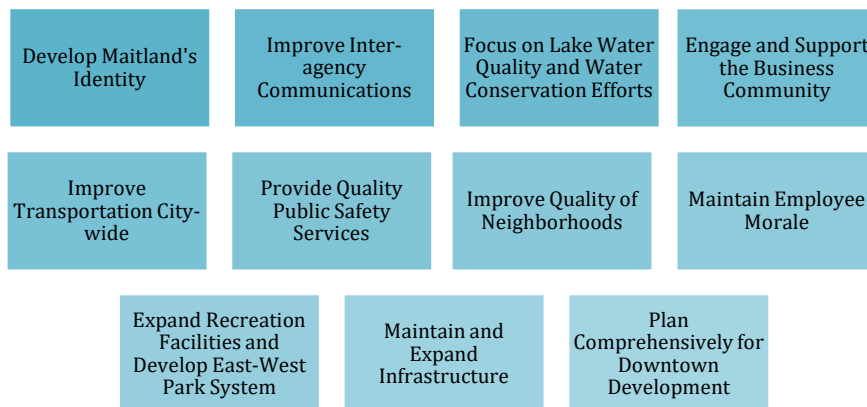 Develop Maitland's
Identity
Improve Inter-
agency
Communications
Focus on Lake Water
Quality and Water
Conservation Efforts
Engage and Support
the Business
Community
Improve
Transportation City-
wide
Provide Quality
Public Safety
Services
Improve Quality of
Neighborhoods
Maintain Employee
Morale
Expand Recreation
Facilities and
Develop East-West
Park System
Maintain and
Expand
Infrastructure
Plan
Comprehensively for
Downtown
Development